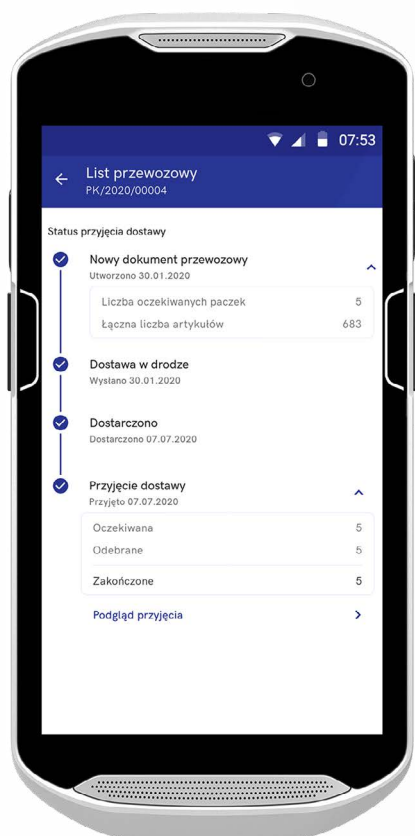 07:53
List przewozowy
PK/2020/00004
Status przyjęcia dostawy
Nowy dokument przewozowy
Utworzono 30.01.2020
Liczba oczekiwanych paczek 5
Łączna liczba artykułów 683
Dostawa w drodze
Wysłano 30.01.2020
Dostarczono
Dostarczono 07.07.2020
Przyjęcie dostawy
Przyjęto 07.07.2020
Oczekiwana 5
Odebrane 5
Zakończone 5
Podgląd przyjęcia